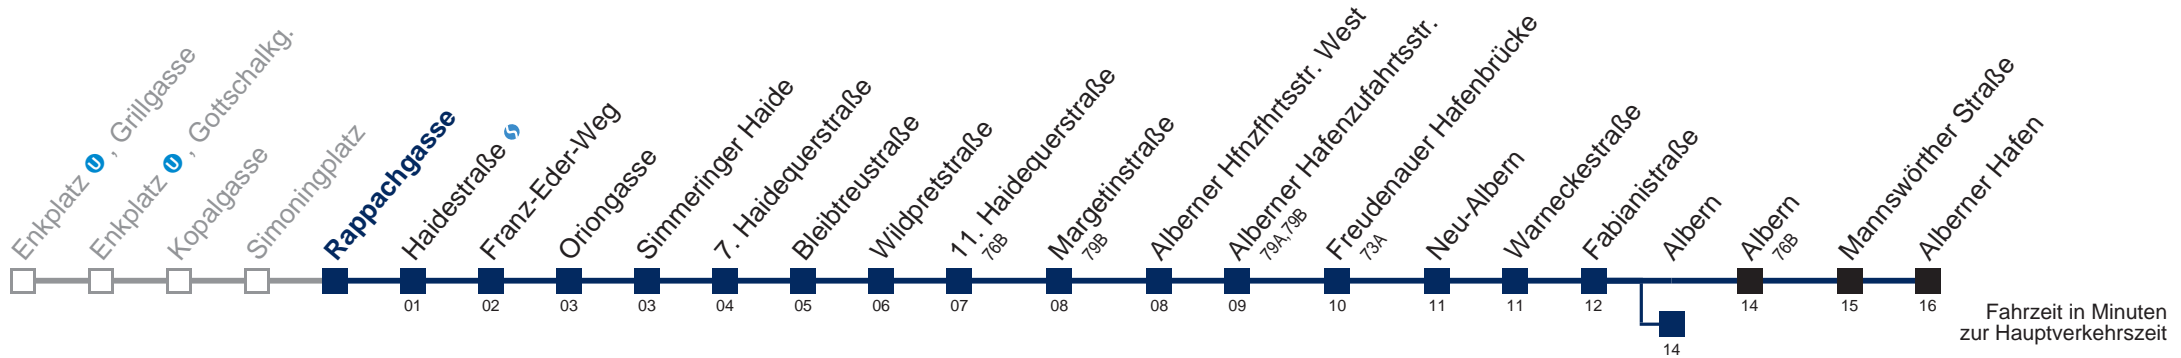 Enkplatz U , Grillgasse
Enkplatz U , Gottschalkg.
Kopalgasse
Simoningplatz
Rappachgasse
Haidestraße S
Franz-Eder-Weg
Oriongasse
Simmeringer Haide
7. Haidequerstraße
Bleibtreustraße
Wildpretstraße
11. Haidequerstraße
76B
Margetinstraße
79B
Alberner Hfnzfhrtsstr. West
Alberner Hafenzufahrtsstr.
79A,79B
Freudenauer Hafenbrücke
73A
Neu-Albern
Warneckestraße
Fabianistraße
Albern
Albern
76B
Mannswörther Straße
Alberner Hafen
01 02 03 03 04 05 06 07 08 08 09 10 11 11 12 14 15 16
14
Fahrzeit in Minuten
zur Hauptverkehrszeit